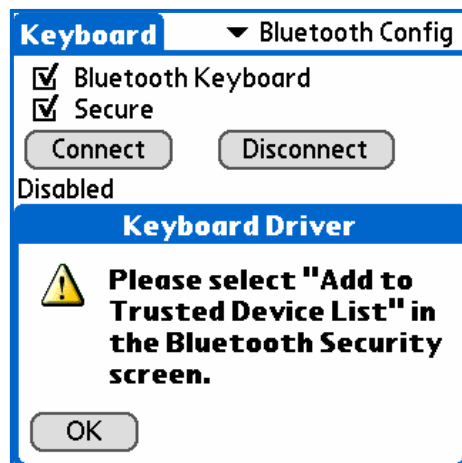 Keyboard Bluetooth Config
Bluetooth Keyboard
Secure
Connect Disconnect
Disabled
Keyboard Driver
Please select "Add to
Trusted Device List" in
the Bluetooth Security
screen.
OK